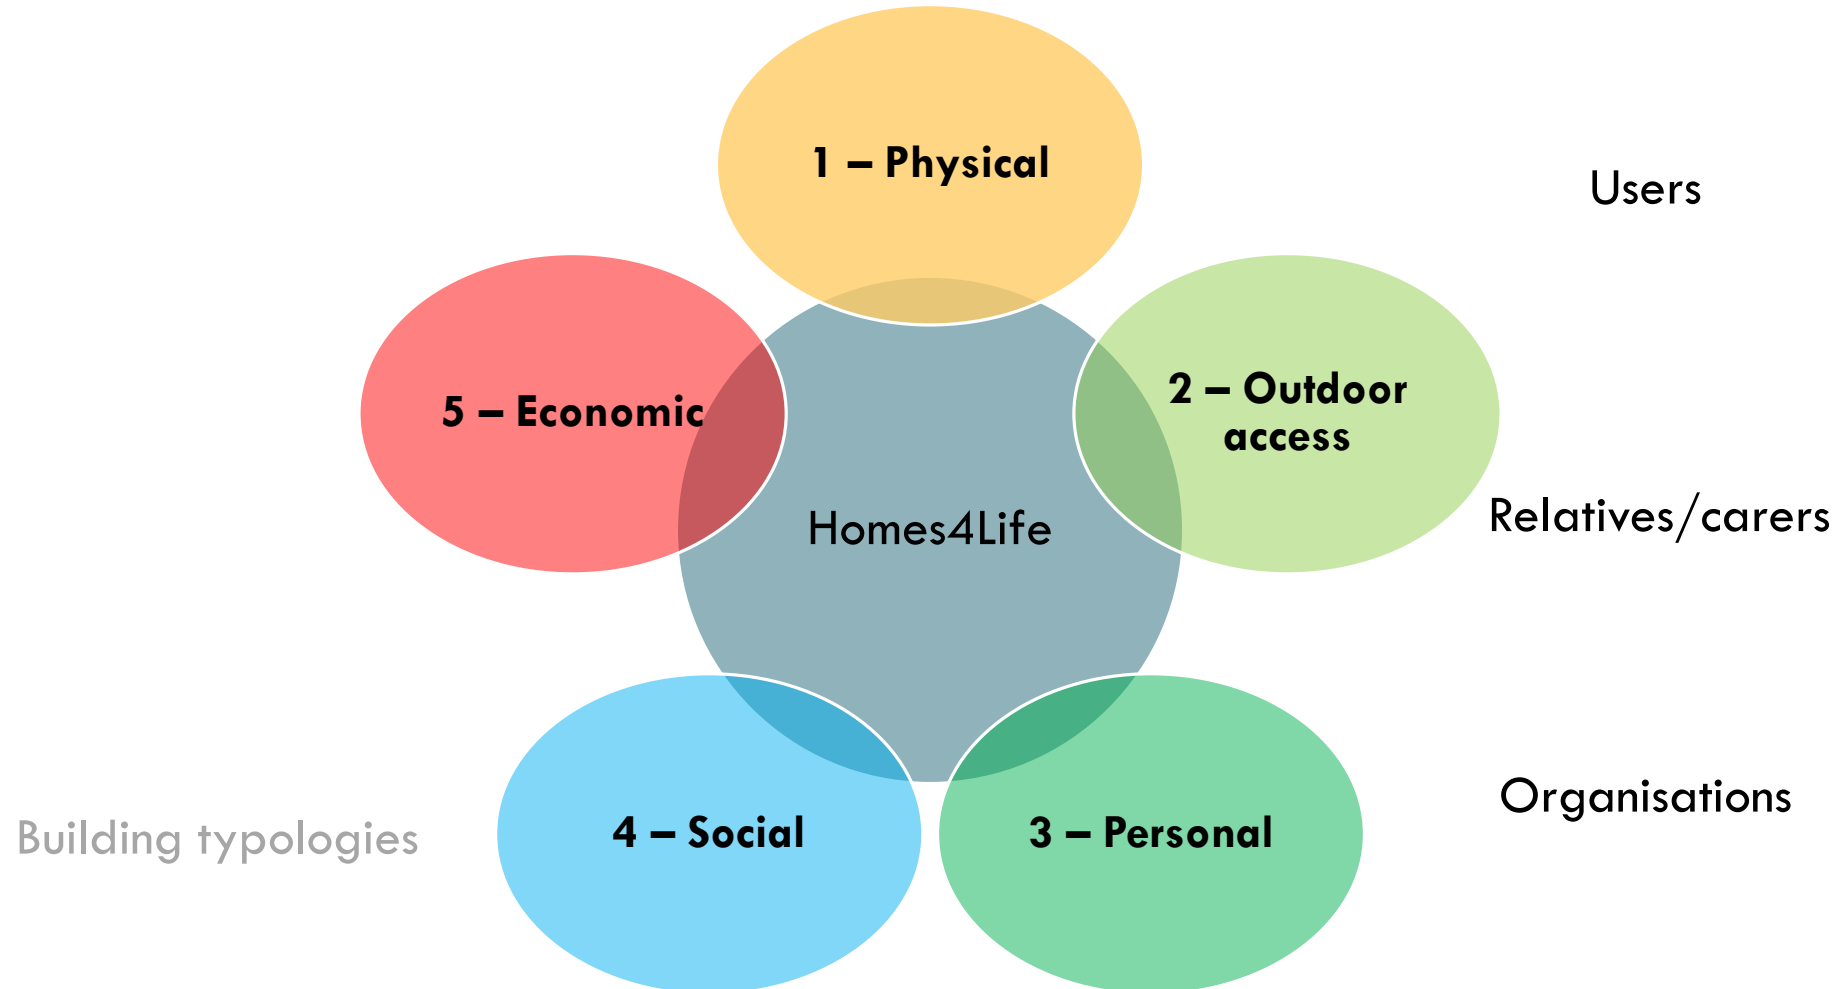 1 – Physical
Users
5 – Economic
2 – Outdoor
access
Homes4Life
Relatives/carers
Building typologies
4 – Social
3 – Personal
Organisations